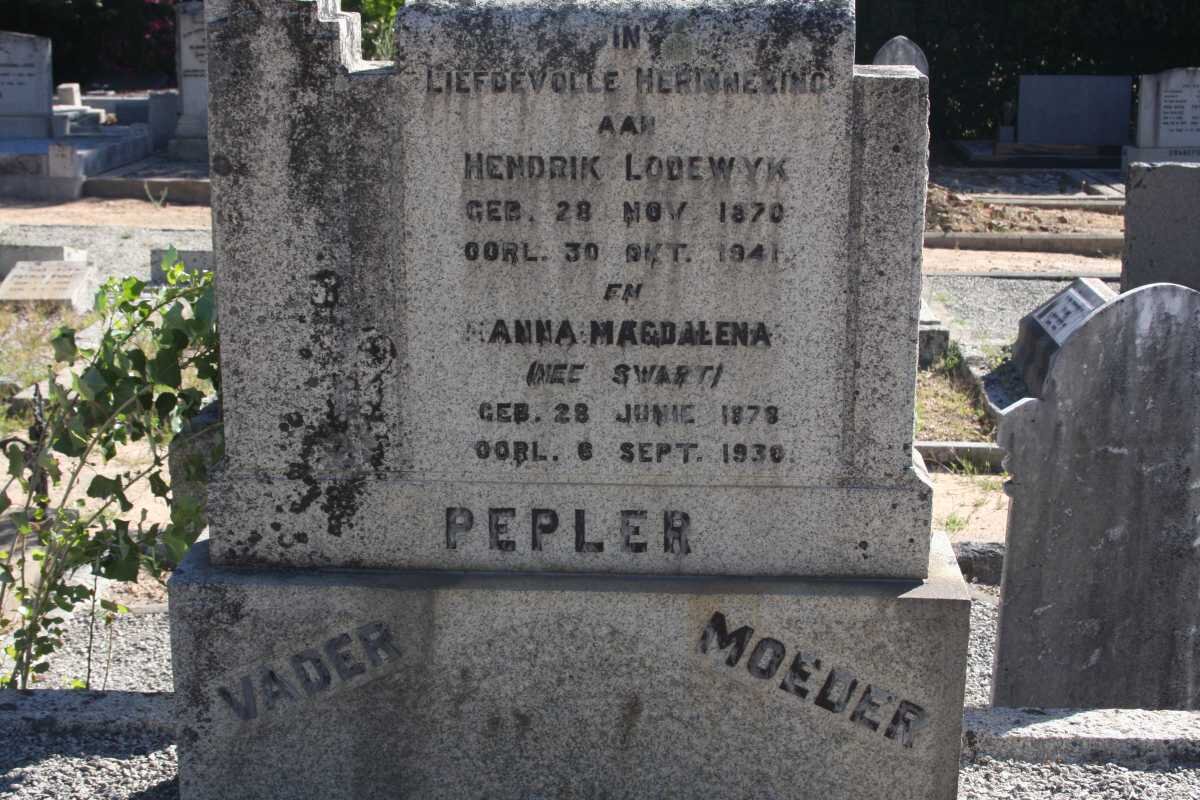 IN
LIEFDEVOLLE HERINNERING
AAN
HENDRIK LODEWYK
GEB. 28 NOV 1870
OORL. 30 OKT. 1941.
EN
ANNA MAGDALENA
(NEE SWART)
GEB. 28 JUNIE 1878
OORL. 6 SEPT.
PEPLER
VADER
MOEDER